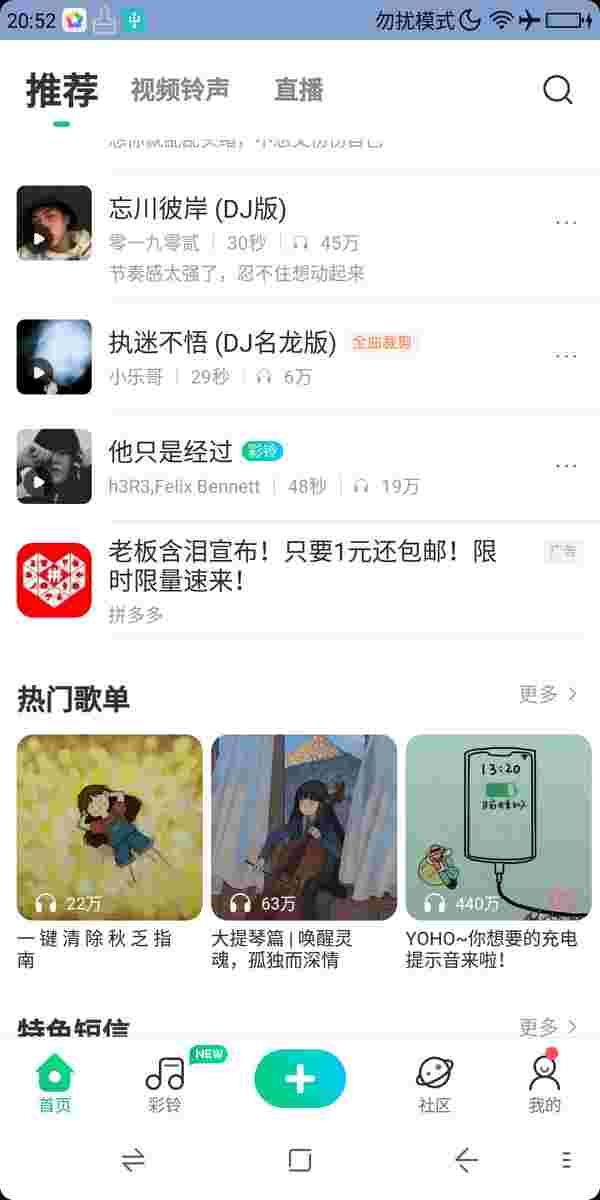 20:52
勿扰模式
推荐
视频铃声
直播
忘川彼岸 (DJ版)
零一九零贰
30秒
45万
节奏感太强了，忍不住想动起来
执迷不悟 (DJ名龙版)
全曲裁剪
小乐哥
29秒
6万
他只是经过
彩铃
h3R3,Felix Bennett
48秒
19万
老板含泪宣布！只要1元还包邮！限
时限量速来！
广告
拼
拼多多
热门歌单
更多
13:20
22万
63万
440万
一 键 清 除 秋 乏 指
南
大提琴篇 | 唤醒灵
魂，孤独而深情
YOHO~你想要的充电
提示音来啦！
特色短信
更多
NEW
首页
彩铃
社区
我的